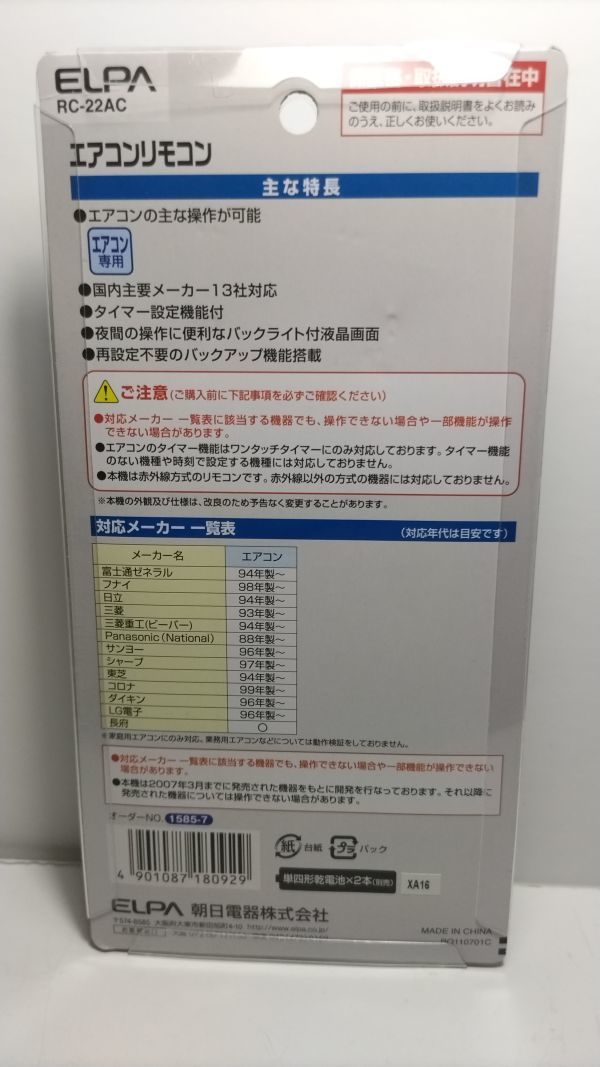 ELPA
RC-22AC
取扱説明書在中
ご使用の前に、取扱説明書をよくお読み
のうえ、正しくお使いください。
エアコンリモコン
主な特長
●エアコンの主な操作が可能
エアコン
専用
●国内主要メーカー13社対応
●タイマー設定機能付
●夜間の操作に便利なバックライト付液晶画面
●再設定不要のバックアップ機能搭載
ご注意(ご購入前に下記事項を必ずご確認ください)
●対応メーカー 一覧表に該当する機器でも、操作できない場合や一部機能が操作
できない場合があります。
●エアコンのタイマー機能はワンタッチタイマーにのみ対応しております。タイマー機能
のない機種や時刻で設定する機種には対応しておりません。
●本機は赤外線方式のリモコンです。赤外線以外の方式の機器には対応しておりません。
※本機の外観及び仕様は、改良のため予告なく変更することがあります。
対応メーカー 一覧表 (対応年代は目安です)
メーカー名 エアコン
富士通ゼネラル 94年製〜
フナイ 98年製〜
日立 94年製〜
三菱 93年製〜
三菱重工(ビーバー) 94年製〜
Panasonic(National) 88年製〜
サンヨー 96年製〜
シャープ 97年製〜
東芝 94年製〜
コロナ 99年製〜
ダイキン 96年製〜
LG電子 96年製〜
長府 ○
※家庭用エアコンにのみ対応、業務用エアコンなどについては動作検証をしておりません。
●対応メーカー 一覧表に該当する機器でも、操作できない場合や一部機能が操作できない
場合があります。
●本機は2007年3月までに発売された機器をもとに開発を行なっております。それ以降に
発売された機器については操作できない場合があります。
オーダーNO. 1585-7
4 901087 180929
紙 台紙 プラ パック
単四形乾電池×2本(別売) XA16
ELPA 朝日電器株式会社
〒574-8585 大阪府大東市新田旭町4-10 http://www.elpa.co.jp/
MADE IN CHINA
RO110701C